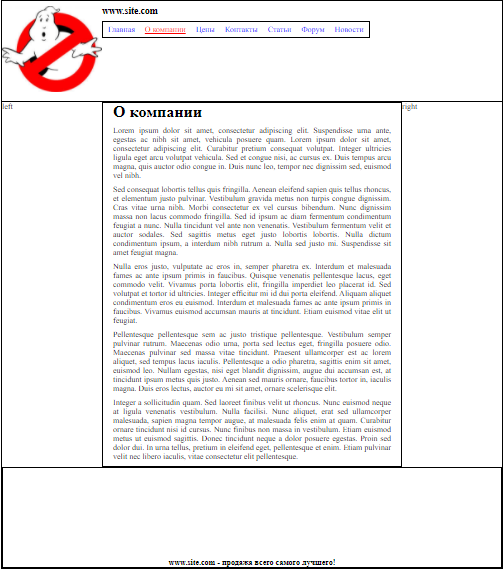 www.site.com
Главная О компании Цены Контакты Статьи Форум Новости
left
О компании
right
Lorem ipsum dolor sit amet, consectetur adipiscing elit. Suspendisse urna ante,
egestas ac nibh sit amet, vehicula posuere quam. Lorem ipsum dolor sit amet,
consectetur adipiscing elit. Curabitur pretium consequat volutpat. Integer ultricies
ligula eget arcu volutpat vehicula. Sed et congue nisi, ac cursus ex. Duis tempus arcu
magna, quis auctor odio congue in. Duis nunc leo, tempor nec dignissim sed, euismod
vel nibh.
Sed consequat lobortis tellus quis fringilla. Aenean eleifend sapien quis tellus rhoncus,
et elementum justo pulvinar. Vestibulum gravida metus non turpis congue dignissim.
Cras vitae urna nibh. Morbi consectetur ex vel cursus bibendum. Nunc dignissim
massa non lacus commodo fringilla. Sed id ipsum ac diam fermentum condimentum
feugiat a nunc. Nulla tincidunt vel ante non venenatis. Vestibulum fermentum velit et
auctor sodales. Sed sagittis metus eget justo lobortis lobortis. Nulla dictum
condimentum ipsum, a interdum nibh rutrum a. Nulla sed justo mi. Suspendisse sit
amet feugiat magna.
Nulla eros justo, vulputate ac eros in, semper pharetra ex. Interdum et malesuada
fames ac ante ipsum primis in faucibus. Quisque venenatis pellentesque lacus, eget
commodo velit. Vivamus porta lobortis elit, fringilla imperdiet leo placerat id. Sed
volutpat et tortor id ultricies. Integer efficitur mi id dui porta eleifend. Aliquam aliquet
condimentum eros eu euismod. Interdum et malesuada fames ac ante ipsum primis in
faucibus. Vivamus euismod accumsan mauris at tincidunt. Etiam euismod vitae elit ut
feugiat.
Pellentesque pellentesque sem ac justo tristique pellentesque. Vestibulum semper
pulvinar rutrum. Maecenas odio urna, porta sed lectus eget, fringilla posuere odio.
Maecenas pulvinar sed massa vitae tincidunt. Praesent ullamcorper est ac lorem
aliquet, sed tempus lacus iaculis. Pellentesque a odio pharetra, sagittis enim sit amet,
euismod leo. Nullam egestas, nisi eget blandit dignissim, augue dui accumsan est, at
tincidunt ipsum metus quis justo. Aenean sed mauris ornare, faucibus tortor in, iaculis
magna. Duis eros lectus, auctor eu mi sit amet, ornare scelerisque elit.
Integer a sollicitudin quam. Sed laoreet finibus velit ut rhoncus. Nunc euismod neque
at ligula venenatis vestibulum. Nulla facilisi. Nunc aliquet, erat sed ullamcorper
malesuada, sapien magna tempor augue, at malesuada felis enim at quam. Curabitur
ornare tincidunt nisi id cursus. Nunc finibus non massa in vestibulum. Etiam euismod
metus ut euismod sagittis. Donec tincidunt neque a dolor posuere egestas. Proin sed
dolor dui. In urna tellus, pretium in eleifend eget, pellentesque et enim. Etiam pulvinar
velit nec libero iaculis, vitae consectetur elit pellentesque.
www.site.com - продажа всего самого лучшего!